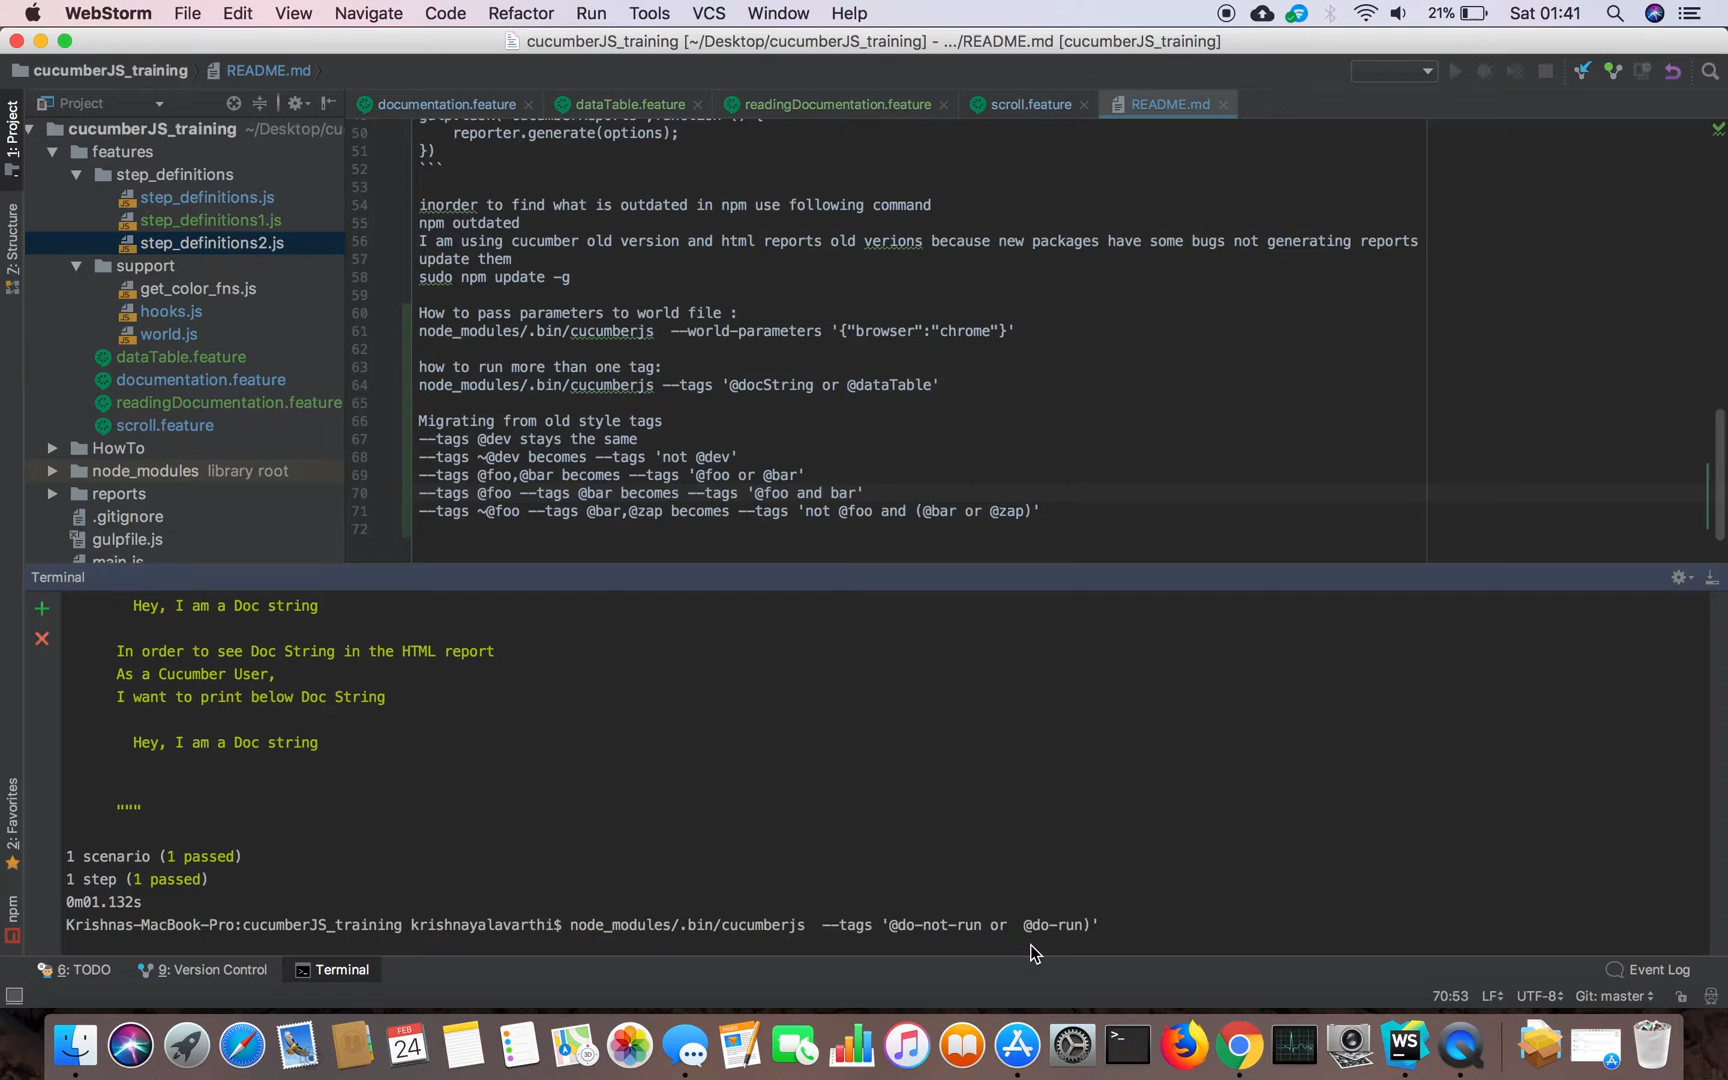 WebStorm File Edit View Navigate Code Refactor Run Tools VCS Window Help 21% Sat 01:41
cucumberJS_training [~/Desktop/cucumberJS_training] - .../README.md [cucumberJS_training]
cucumberJS_training README.md
Project documentation.feature dataTable.feature readingDocumentation.feature scroll.feature README.md
1: Project
7: Structure
2: Favorites
npm
cucumberJS_training ~/Desktop/cu
features
step_definitions
step_definitions.js
step_definitions1.js
step_definitions2.js
support
get_color_fns.js
hooks.js
world.js
dataTable.feature
documentation.feature
readingDocumentation.feature
scroll.feature
HowTo
node_modules library root
reports
.gitignore
gulpfile.js
main.js
50 reporter.generate(options);
51 })
52 ```
53
54 inorder to find what is outdated in npm use following command
55 npm outdated
56 I am using cucumber old version and html reports old verions because new packages have some bugs not generating reports
57 update them
58 sudo npm update -g
59
60 How to pass parameters to world file :
61 node_modules/.bin/cucumberjs  --world-parameters '{"browser":"chrome"}'
62
63 how to run more than one tag:
64 node_modules/.bin/cucumberjs --tags '@docString or @dataTable'
65
66 Migrating from old style tags
67 --tags @dev stays the same
68 --tags ~@dev becomes --tags 'not @dev'
69 --tags @foo,@bar becomes --tags '@foo or @bar'
70 --tags @foo --tags @bar becomes --tags '@foo and bar'
71 --tags ~@foo --tags @bar,@zap becomes --tags 'not @foo and (@bar or @zap)'
72
Terminal
Hey, I am a Doc string
In order to see Doc String in the HTML report
As a Cucumber User,
I want to print below Doc String
Hey, I am a Doc string
"""
1 scenario (1 passed)
1 step (1 passed)
0m01.132s
Krishnas-MacBook-Pro:cucumberJS_training krishnayalavarthi$ node_modules/.bin/cucumberjs  --tags '@do-not-run or  @do-run)'
6: TODO 9: Version Control Terminal Event Log
70:53 LF UTF-8 Git: master
FEB
24
WS